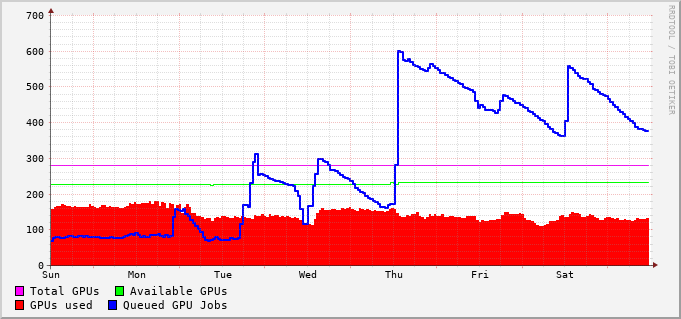 700
600
500
400
300
200
100
0
Sun Mon Tue Wed Thu Fri Sat
Total GPUs Available GPUs
GPUs used Queued GPU Jobs
RRDTOOL / TOBI OETIKER